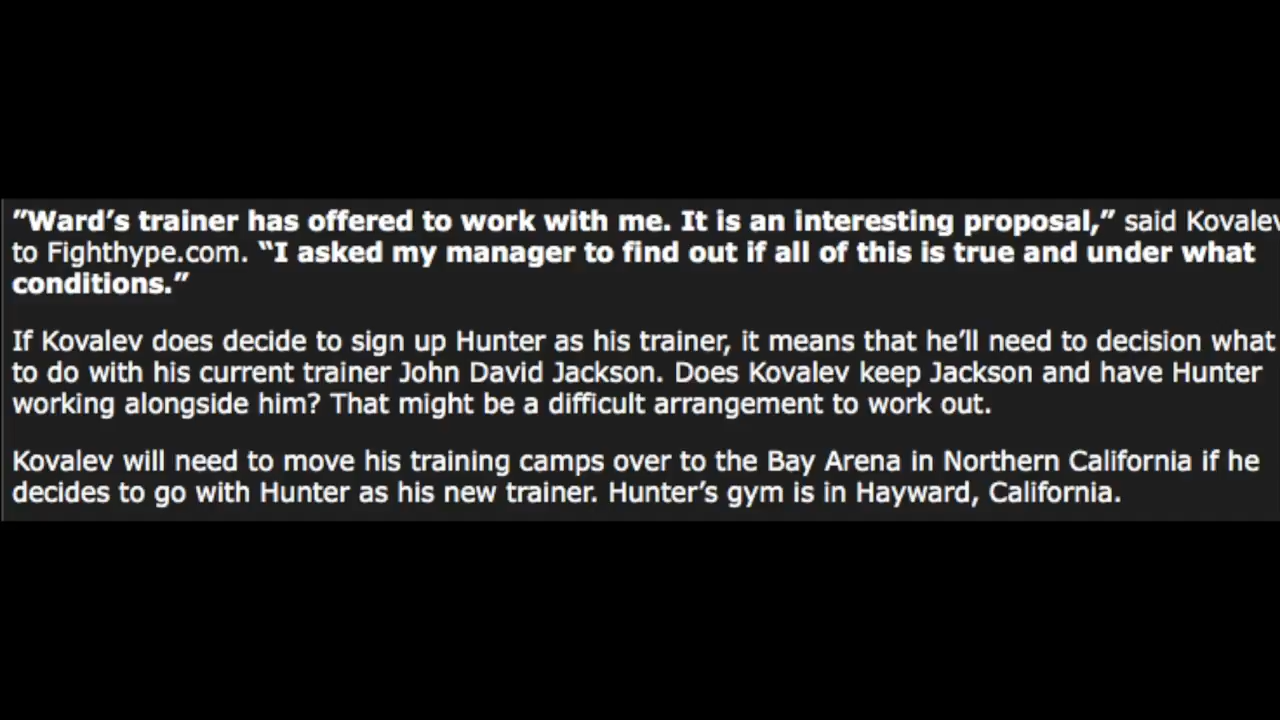 ”Ward’s trainer has offered to work with me. It is an interesting proposal,” said Kovalev
to Fighthype.com. “I asked my manager to find out if all of this is true and under what
conditions.”
If Kovalev does decide to sign up Hunter as his trainer, it means that he’ll need to decision what
to do with his current trainer John David Jackson. Does Kovalev keep Jackson and have Hunter
working alongside him? That might be a difficult arrangement to work out.
Kovalev will need to move his training camps over to the Bay Arena in Northern California if he
decides to go with Hunter as his new trainer. Hunter’s gym is in Hayward, California.